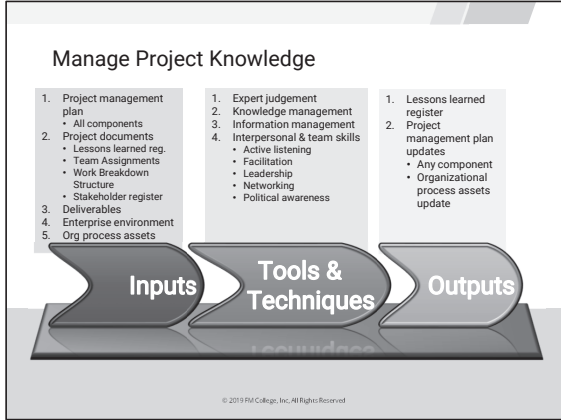 Manage Project Knowledge
1. Project management
plan
• All components
2. Project documents
• Lessons learned reg.
• Team Assignments
• Work Breakdown
Structure
• Stakeholder register
3. Deliverables
4. Enterprise environment
5. Org process assets
1. Expert judgement
2. Knowledge management
3. Information management
4. Interpersonal & team skills
• Active listening
• Facilitation
• Leadership
• Networking
• Political awareness
1. Lessons learned
register
2. Project
management plan
updates
• Any component
• Organizational
process assets
update
Inputs
Tools &
Techniques
Outputs
© 2019 FM College, Inc, All Rights Reserved